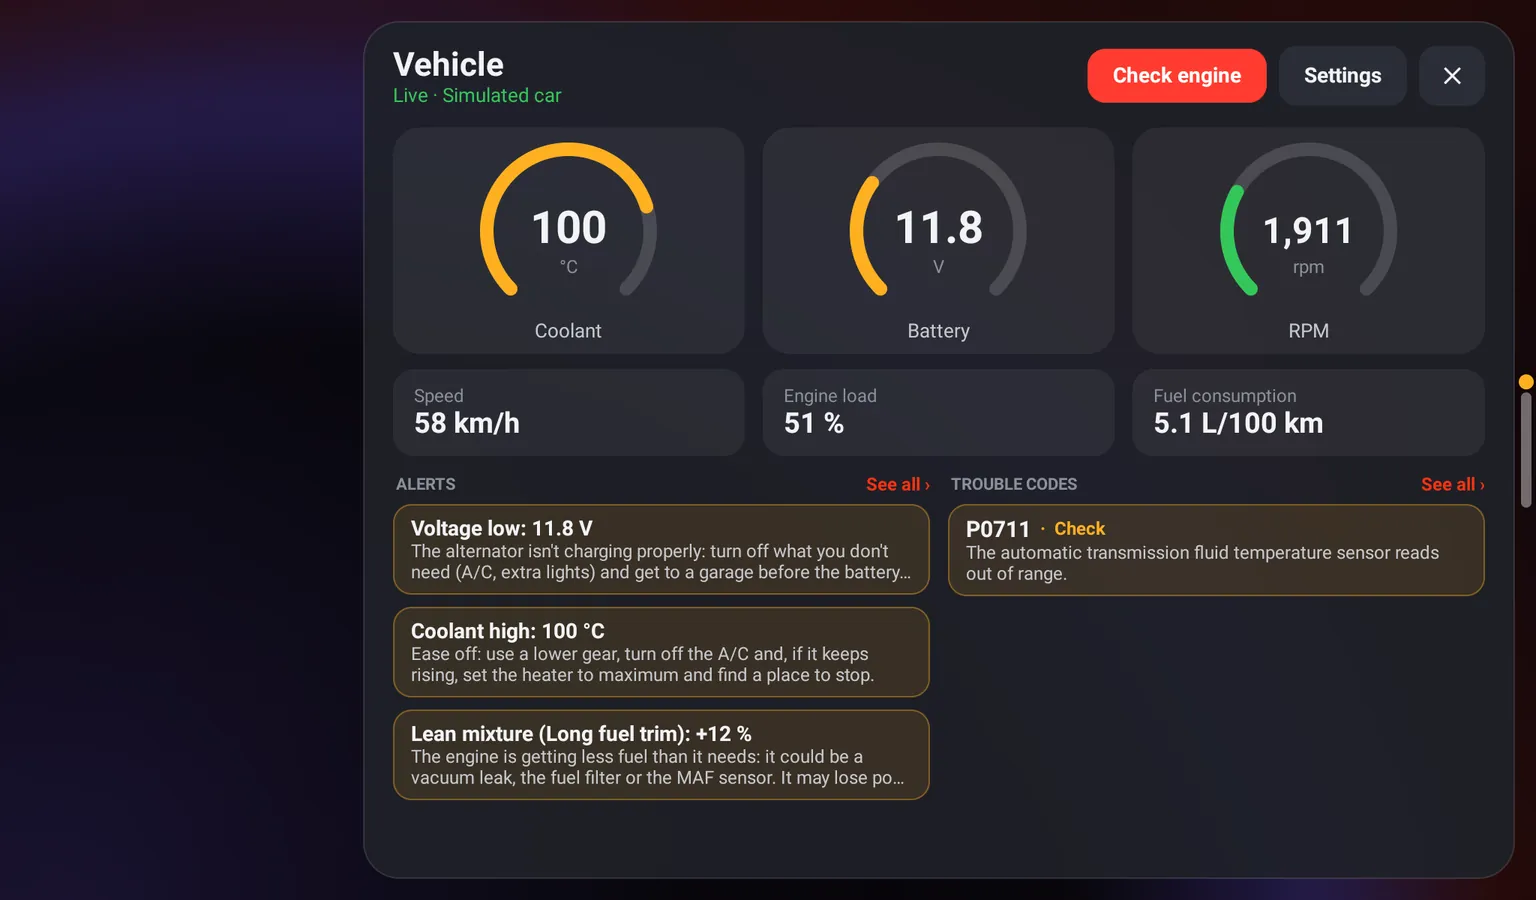 Vehicle
Live · Simulated car
Check engine
Settings
100
°C
Coolant
11.8
V
Battery
1,911
rpm
RPM
Speed
58 km/h
Engine load
51 %
Fuel consumption
5.1 L/100 km
ALERTS
See all ›
Voltage low: 11.8 V
The alternator isn't charging properly: turn off what you don't
need (A/C, extra lights) and get to a garage before the battery…
Coolant high: 100 °C
Ease off: use a lower gear, turn off the A/C and, if it keeps
rising, set the heater to maximum and find a place to stop.
Lean mixture (Long fuel trim): +12 %
The engine is getting less fuel than it needs: it could be a
vacuum leak, the fuel filter or the MAF sensor. It may lose po…
TROUBLE CODES
See all ›
P0711 · Check
The automatic transmission fluid temperature sensor reads
out of range.